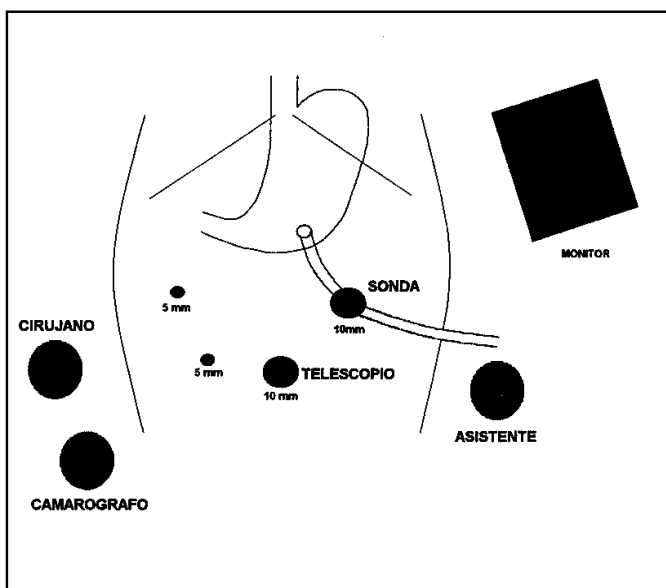 MONITOR
SONDA
5 mm
10mm
CIRUJANO
5 mm
TELESCOPIO
10 mm
ASISTENTE
CAMAROGRAFO